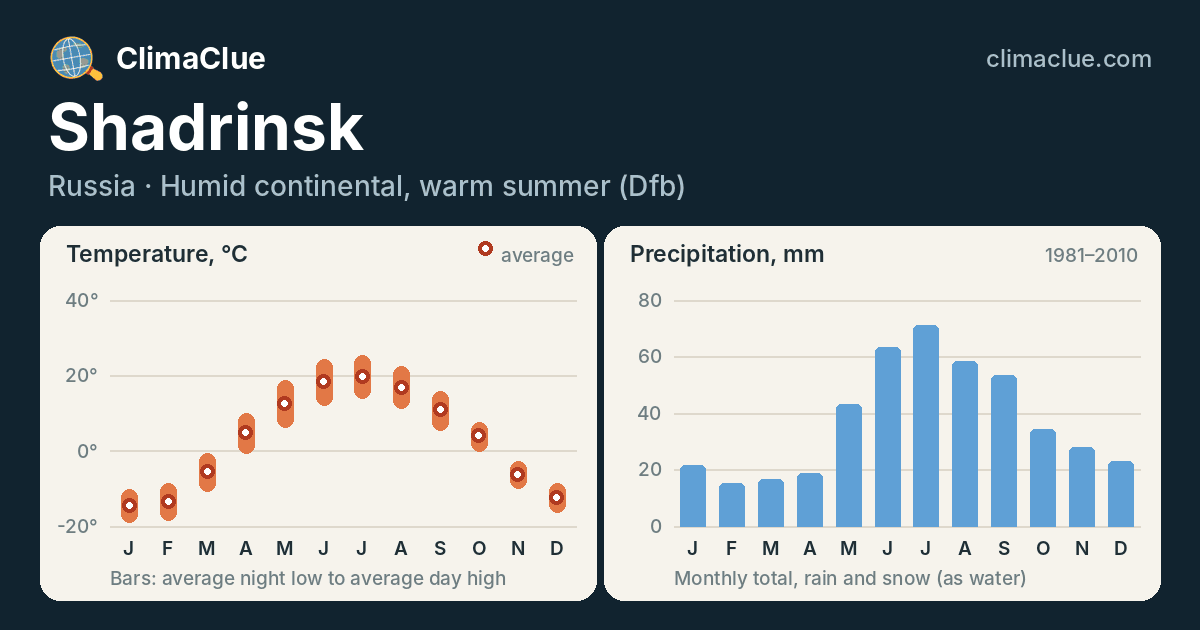 ClimaClue
climaclue.com
Shadrinsk
Russia · Humid continental, warm summer (Dfb)
Temperature, °C
average
40°
20°
0°
-20°
J F M A M J J A S O N D
Bars: average night low to average day high
Precipitation, mm
1981–2010
80
60
40
20
0
J F M A M J J A S O N D
Monthly total, rain and snow (as water)